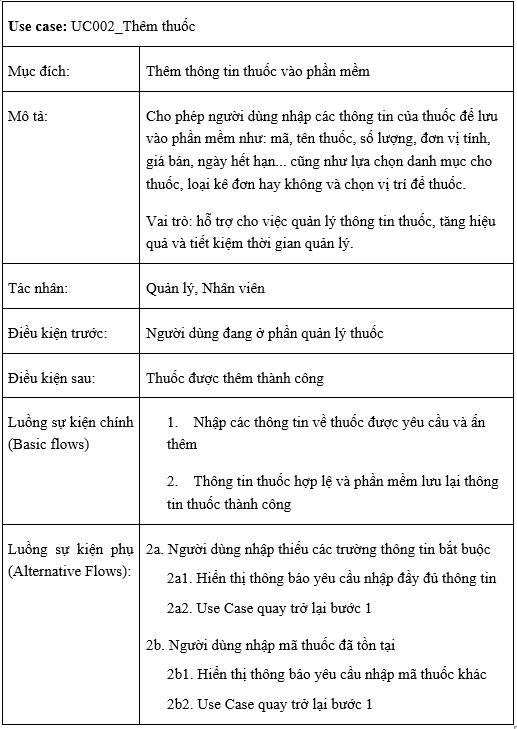 Use case: UC002_Thêm thuốc
Mục đích:
Thêm thông tin thuốc vào phần mềm
Mô tả:
Cho phép người dùng nhập các thông tin của thuốc để lưu
vào phần mềm như: mã, tên thuốc, số lượng, đơn vị tính,
giá bán, ngày hết hạn... cũng như lựa chọn danh mục cho
thuốc, loại kê đơn hay không và chọn vị trí để thuốc.
Vai trò: hỗ trợ cho việc quản lý thông tin thuốc, tăng hiệu
quả và tiết kiệm thời gian quản lý.
Tác nhân:
Quản lý, Nhân viên
Điều kiện trước:
Người dùng đang ở phần quản lý thuốc
Điều kiện sau:
Thuốc được thêm thành công
Luồng sự kiện chính
(Basic flows)
1. Nhập các thông tin về thuốc được yêu cầu và ấn
thêm
2. Thông tin thuốc hợp lệ và phần mềm lưu lại thông
tin thuốc thành công
Luồng sự kiện phụ
(Alternative Flows):
2a. Người dùng nhập thiếu các trường thông tin bắt buộc
2a1. Hiển thị thông báo yêu cầu nhập đầy đủ thông tin
2a2. Use Case quay trở lại bước 1
2b. Người dùng nhập mã thuốc đã tồn tại
2b1. Hiển thị thông báo yêu cầu nhập mã thuốc khác
2b2. Use Case quay trở lại bước 1